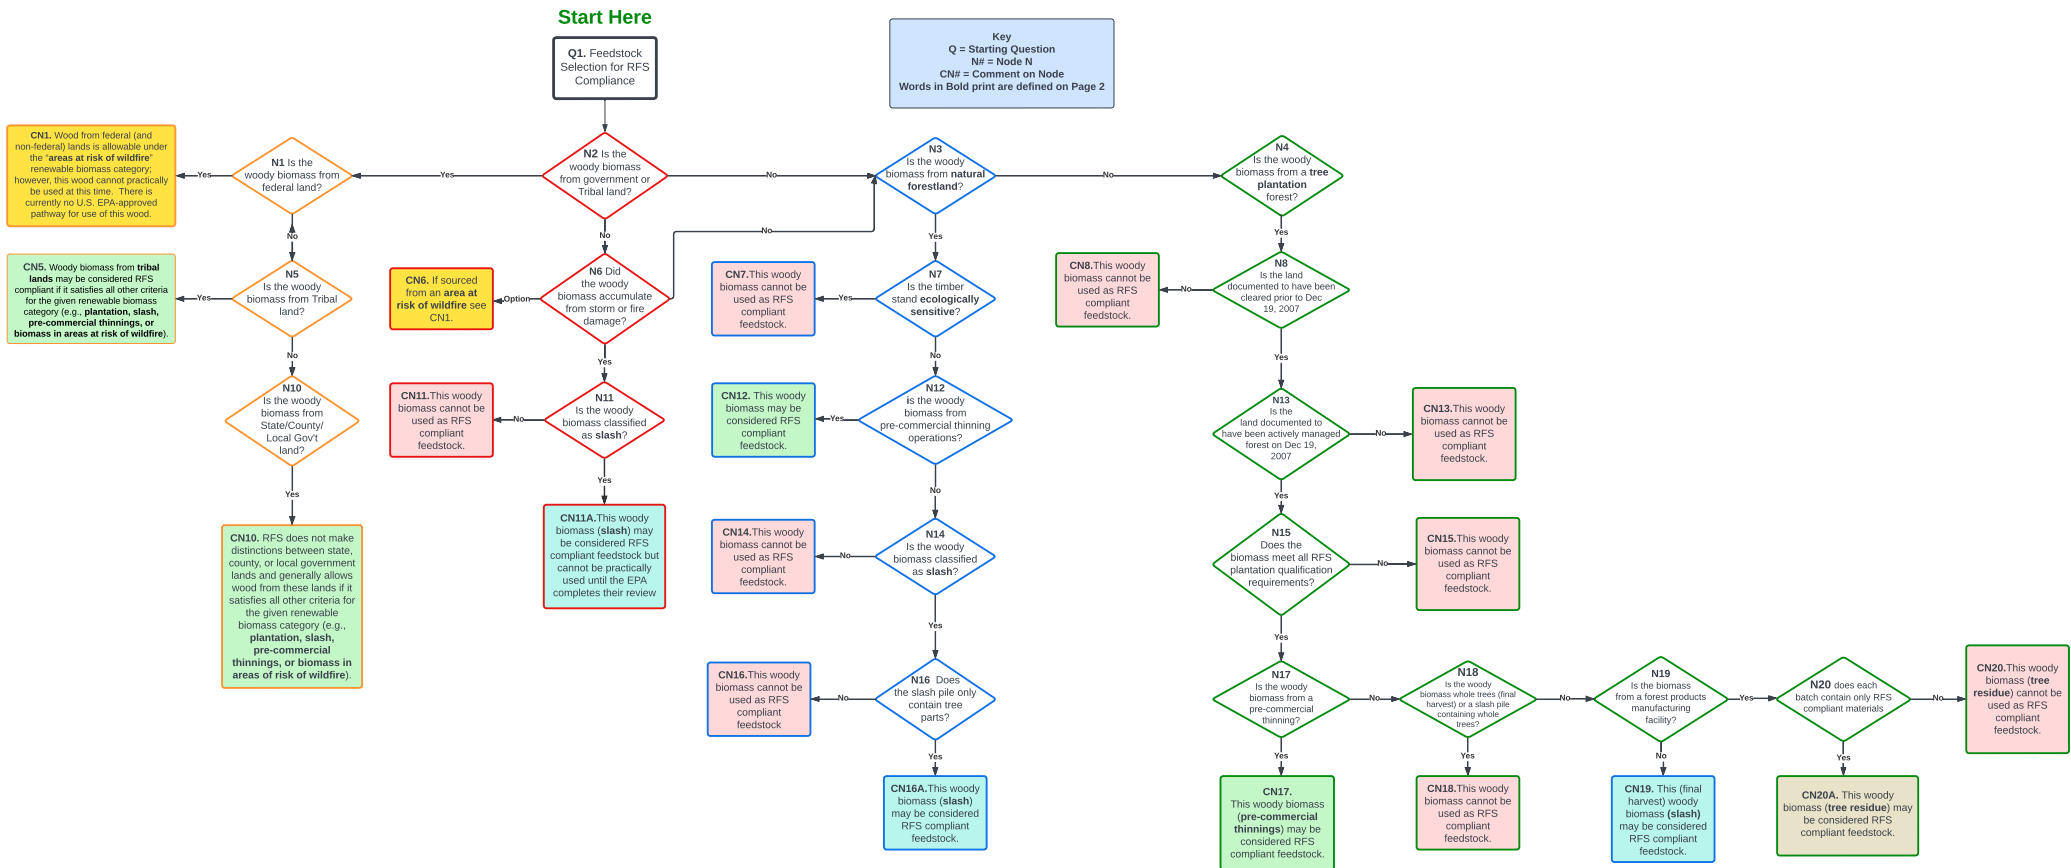 Start Here
Q1. Feedstock
Selection for RFS
Compliance
Key
Q = Starting Question
N# = Node N
CN# = Comment on Node
Words in Bold print are defined on Page 2
CN1. Wood from federal (and
non-federal) lands is allowable under
the "areas at risk of wildfire"
renewable biomass category;
however, this wood cannot practically
be used at this time. There is
currently no U.S. EPA-approved
pathway for use of this wood.
Yes
N1 Is the
woody biomass from
federal land?
Yes
N2 Is the
woody biomass
from government or
Tribal land?
No
N3
Is the woody
biomass from natural
forestland?
No
N4
Is the woody
biomass from a tree
plantation
forest?
No
No
No
Yes
Yes
CN5. Woody biomass from tribal
lands may be considered RFS
compliant if it satisfies all other criteria
for the given renewable biomass
category (e.g., plantation, slash,
pre-commercial thinnings, or
biomass in areas at risk of wildfire).
Yes
N5
Is the woody
biomass from Tribal
land?
CN6. If sourced
from an area at
risk of wildfire see
CN1.
Option
N6 Did
the woody
biomass accumulate
from storm or fire
damage?
CN7.This woody
biomass cannot be
used as RFS
compliant
feedstock.
Yes
N7
Is the timber
stand ecologically
sensitive?
CN8.This woody
biomass cannot be
used as RFS
compliant
feedstock.
No
N8
Is the land
documented to have been
cleared prior to Dec
19, 2007
No
Yes
No
Yes
N10
Is the woody
biomass from
State/County/
Local Gov't
land?
CN11.This woody
biomass cannot be
used as RFS
compliant
feedstock.
No
N11
Is the woody
biomass classified
as slash?
CN12. This woody
biomass may be
considered RFS
compliant
feedstock.
Yes
N12
is the woody
biomass from
pre-commercial thinning
operations?
N13
Is the
land documented to
have been actively managed
forest on Dec 19,
2007
No
CN13.This woody
biomass cannot be
used as RFS
compliant
feedstock.
Yes
Yes
No
Yes
CN10. RFS does not make
distinctions between state,
county, or local government
lands and generally allows
wood from these lands if it
satisfies all other criteria for
the given renewable
biomass category (e.g.,
plantation, slash,
pre-commercial
thinnings, or biomass in
areas of risk of wildfire).
CN11A.This woody
biomass (slash) may
be considered RFS
compliant feedstock but
cannot be practically
used until the EPA
completes their review
CN14.This woody
biomass cannot be
used as RFS
compliant
feedstock.
No
N14
Is the woody
biomass classified
as slash?
N15
Does the
biomass meet all RFS
plantation qualification
requirements?
No
CN15.This woody
biomass cannot be
used as RFS
compliant
feedstock.
Yes
Yes
CN16.This woody
biomass cannot be
used as RFS
compliant
feedstock
No
N16 Does
the slash pile only
contain tree
parts?
N17
Is the woody
biomass from a
pre-commercial
thinning?
No
N18
Is the woody
biomass whole trees (final
harvest) or a slash pile
containing whole
trees?
No
N19
Is the biomass
from a forest products
manufacturing
facility?
Yes
N20 does each
batch contain only RFS
compliant materials
No
CN20.This woody
biomass (tree
residue) cannot be
used as RFS
compliant
feedstock.
Yes
Yes
Yes
No
Yes
CN16A.This woody
biomass (slash)
may be considered
RFS compliant
feedstock.
CN17.
This woody biomass
(pre-commercial
thinnings) may be
considered RFS
compliant feedstock.
CN18.This woody
biomass cannot be
used as RFS
compliant
feedstock.
CN19. This (final
harvest) woody
biomass (slash)
may be considered
RFS compliant
feedstock.
CN20A. This woody
biomass (tree residue) may
be considered RFS
compliant feedstock.